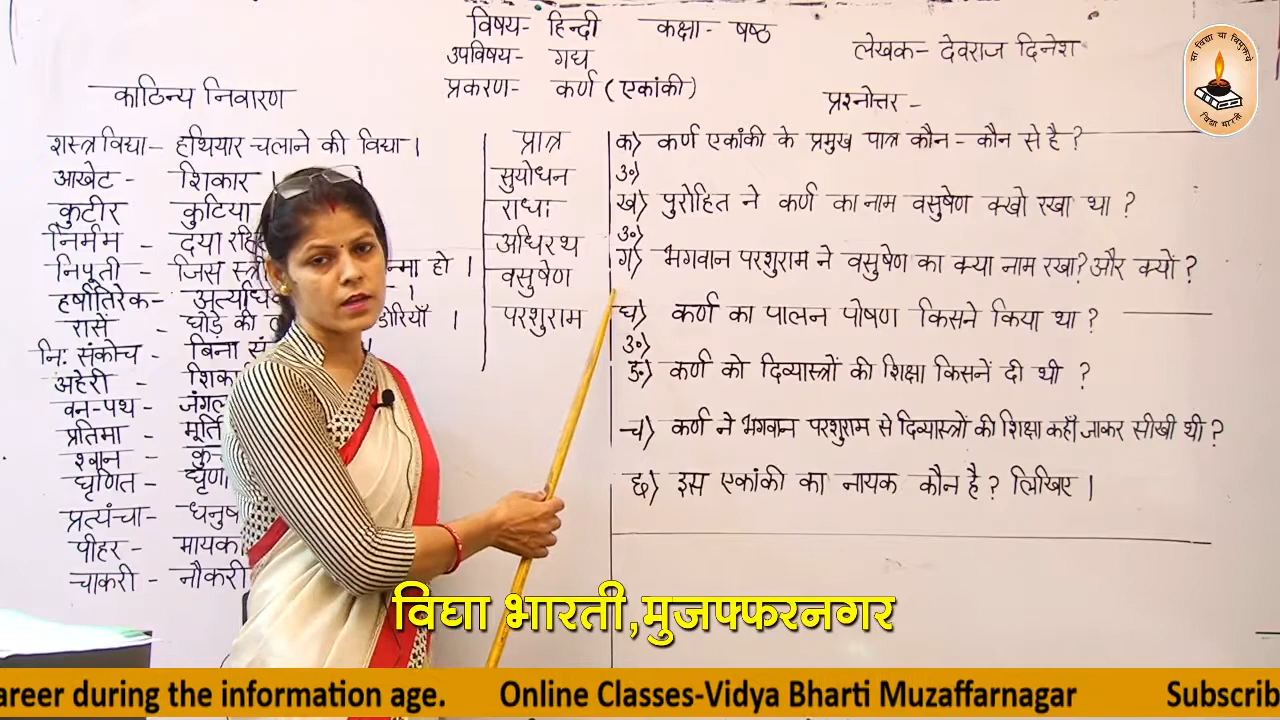 विषय- हिन्दी कक्षा- षष्ठ
उपविषय- गद्य
लेखक- देवराज दिनेश
प्रकरण- कर्ण (एकांकी)
काठिन्य निवारण
प्रश्नोत्तर -
शस्त्र विद्या- हथियार चलाने की विद्या।
आखेट- शिकार।
कुटीर कुटिया
निर्मम - दया
निपूती- जिस न्मा हो।
हर्षातिरेक- अत्यधि ।
रासें - घोड़े की डोरियाँ ।
निः संकोच - बिना
अहेरी - शिका
वन-पथ - जंगल
प्रतिमा - मूर्ति
श्वान -
घृणित - घृणा
प्रत्यंचा- धनुष
पीहर- मायका
चाकरी - नौकरी
पात्र
सुयोधन
राधा
अधिरथ
वसुषेण
परशुराम
क) कर्ण एकांकी के प्रमुख पात्र कौन - कौन से है ?
उ०)
ख) पुरोहित ने कर्ण का नाम वसुषेण क्यो रखा था ?
उ०)
ग) भगवान परशुराम ने वसुषेण का क्या नाम रखा? और क्यों ?
घ) कर्ण का पालन पोषण किसने किया था ?
उ०)
ङ) कर्ण को दिव्यास्त्रों की शिक्षा किसनें दी थी ?
च) कर्ण ने भगवान परशुराम से दिव्यास्त्रों की शिक्षा कहाँ जाकर सीखी थी ?
छ) इस एकांकी का नायक कौन है ? लिखिए ।
सा विद्या या विमुक्तये
विद्या भारती
विघा भारती,मुजफ्फरनगर
areer during the information age. Online Classes-Vidya Bharti Muzaffarnagar Subscrib